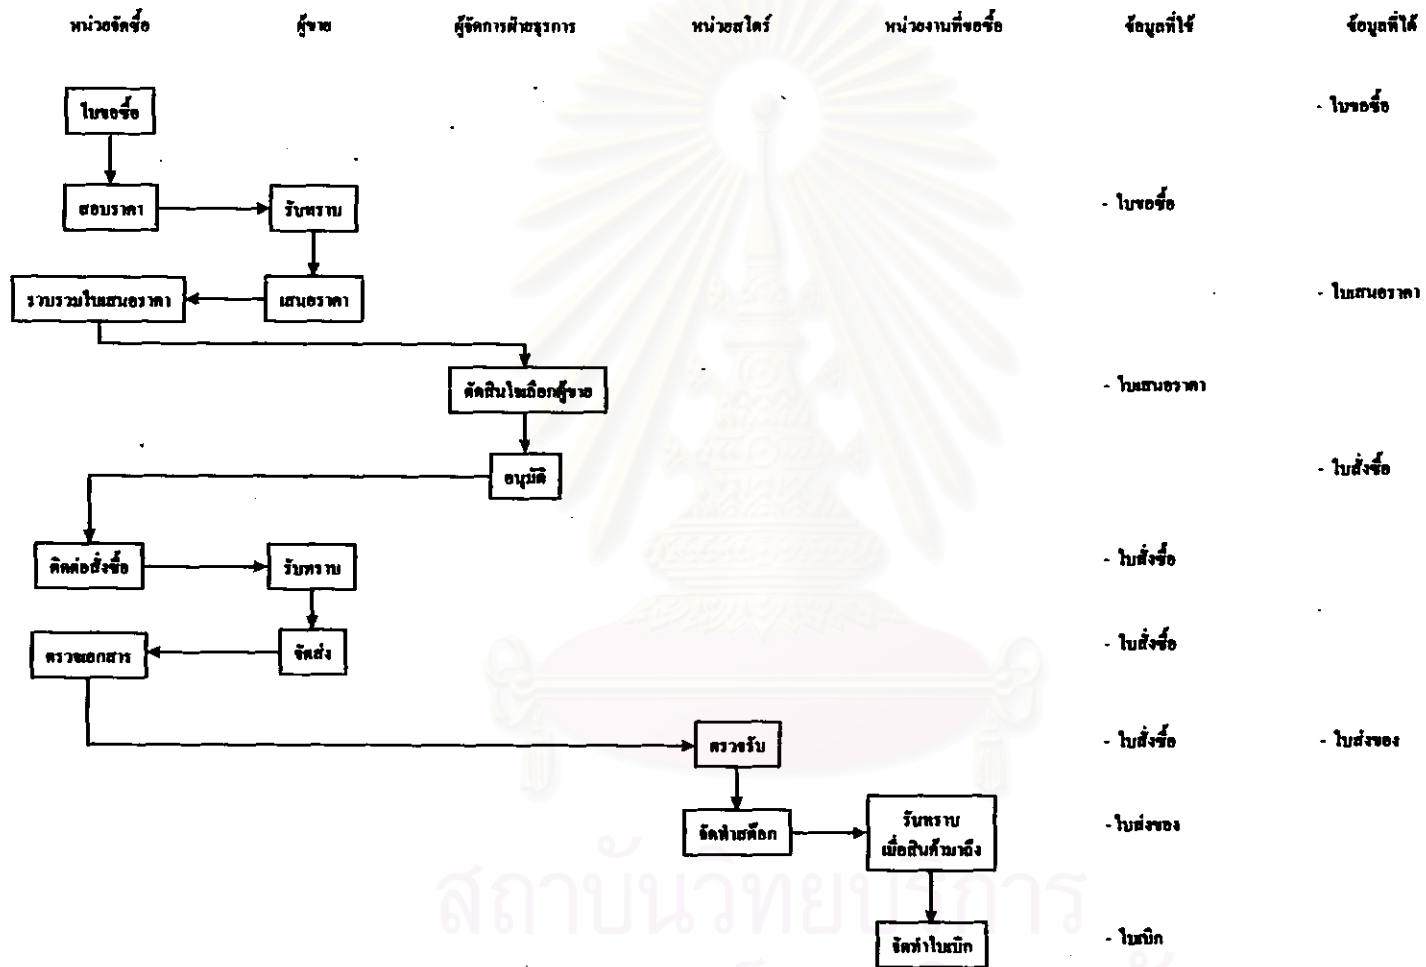 หน่วยจัดซื้อ ผู้ขาย ผู้จัดการฝ่ายธุรการ หน่วยสโตร์ หน่วยงานที่ขอซื้อ ข้อมูลที่ใช้ ข้อมูลที่ได้
ใบขอซื้อ - ใบขอซื้อ
สอบราคา รับทราบ - ใบขอซื้อ
รวบรวมใบเสนอราคา เสนอราคา - ใบเสนอราคา
ตัดสินใจเลือกผู้ขาย - ใบเสนอราคา
อนุมัติ - ใบสั่งซื้อ
ติดต่อสั่งซื้อ รับทราบ - ใบสั่งซื้อ
ตรวจเอกสาร จัดส่ง - ใบสั่งซื้อ
ตรวจรับ - ใบสั่งซื้อ - ใบส่งของ
จัดทำสต๊อก รับทราบ - ใบส่งของ
เมื่อสินค้ามาถึง
สถาบันวิทยบริการ
จัดทำใบเบิก - ใบเบิก